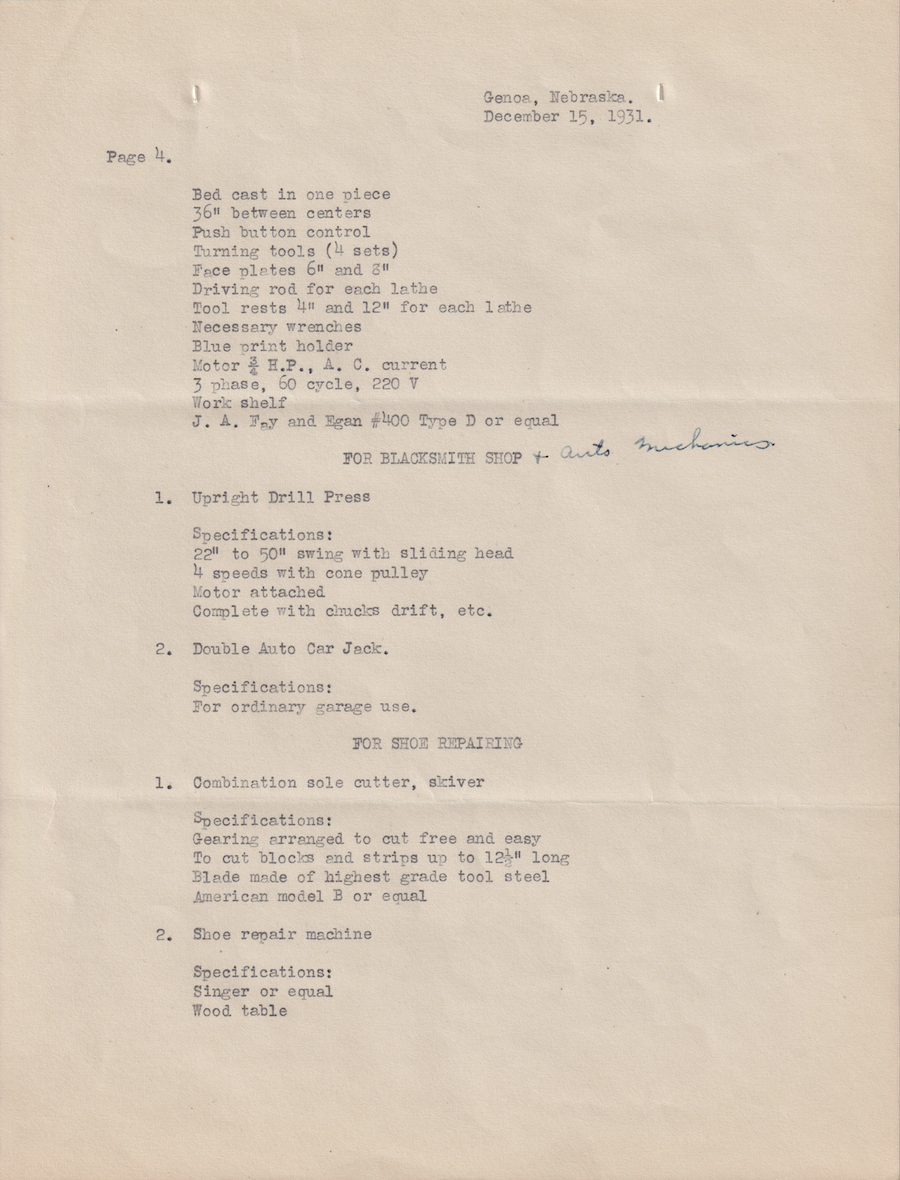 Genoa, Nebraska.
December 15, 1931.
Page 4.
Bed cast in one piece
36" between centers
Push button control
Turning tools (4 sets)
Face plates 6" and 8"
Driving rod for each lathe
Tool rests 4" and 12" for each lathe
Necessary wrenches
Blue print holder
Motor ¾ H.P., A. C. current
3 phase, 60 cycle, 220 V
Work shelf
J. A. Fay and Egan #400 Type D or equal
FOR BLACKSMITH SHOP + Auto Mechanics
1. Upright Drill Press
Specifications:
22" to 50" swing with sliding head
4 speeds with cone pulley
Motor attached
Complete with chucks drift, etc.
2. Double Auto Car Jack.
Specifications:
For ordinary garage use.
FOR SHOE REPAIRING
1. Combination sole cutter, skiver
Specifications:
Gearing arranged to cut free and easy
To cut blocks and strips up to 12½" long
Blade made of highest grade tool steel
American model B or equal
2. Shoe repair machine
Specifications:
Singer or equal
Wood table